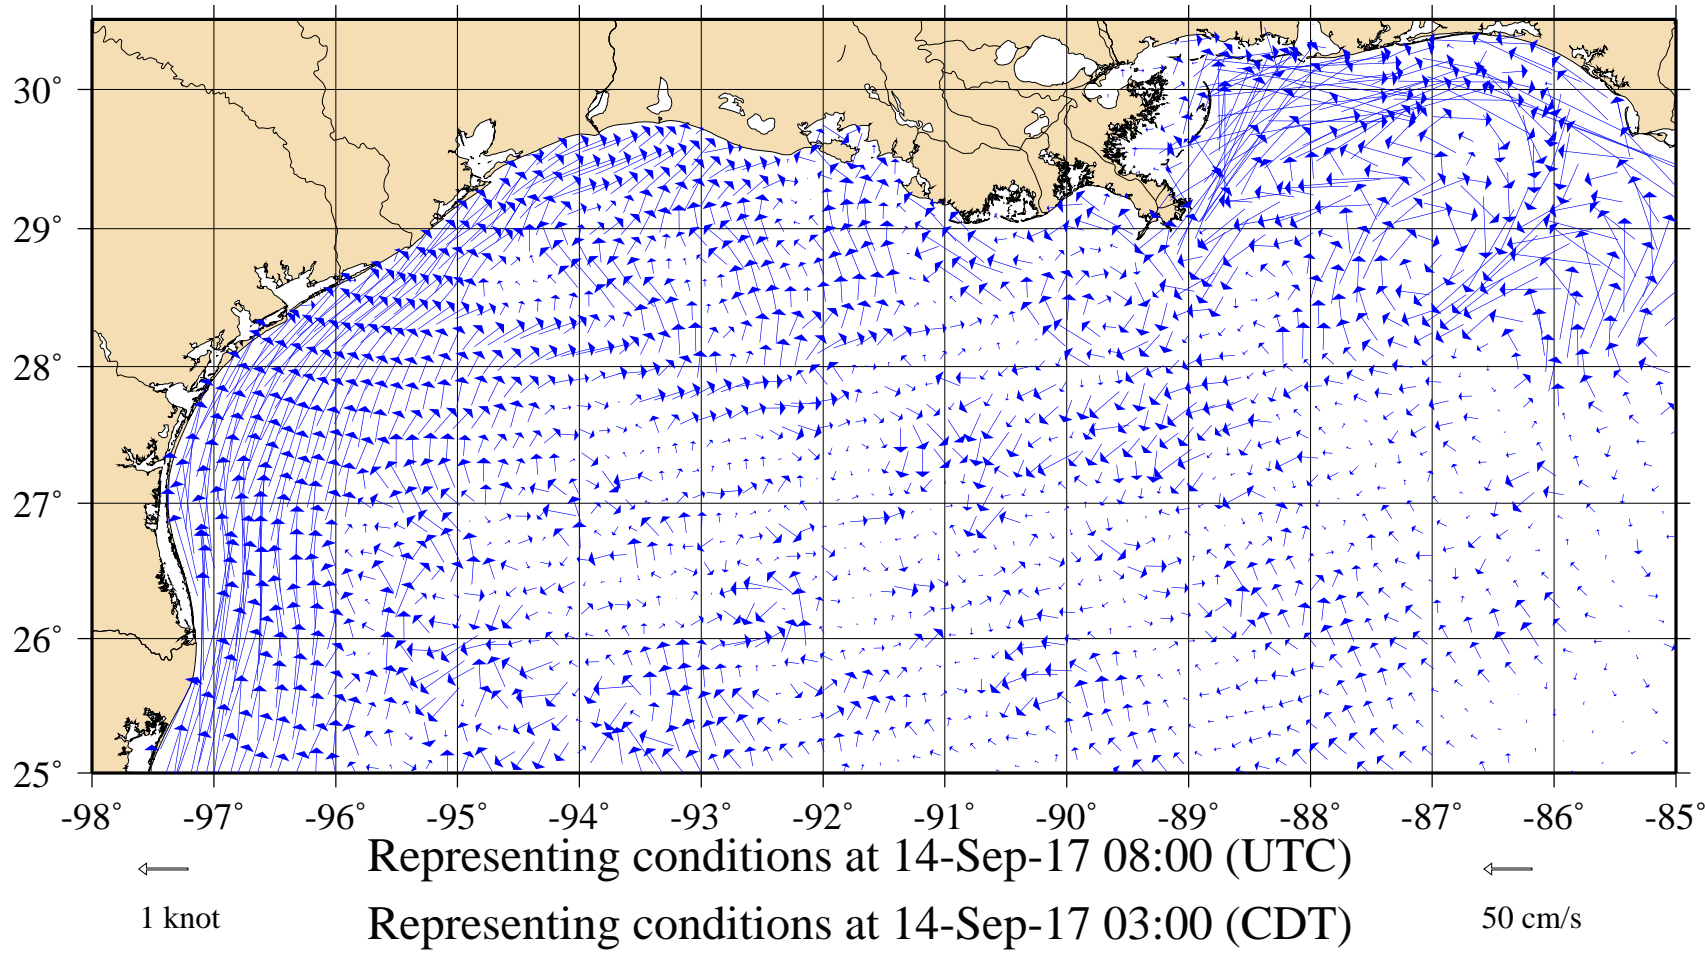 30°
29°
28°
27°
26°
25°
-98° -97° -96° -95° -94° -93° -92° -91° -90° -89° -88° -87° -86° -85°
Representing conditions at 14-Sep-17 08:00 (UTC)
1 knot
Representing conditions at 14-Sep-17 03:00 (CDT)
50 cm/s